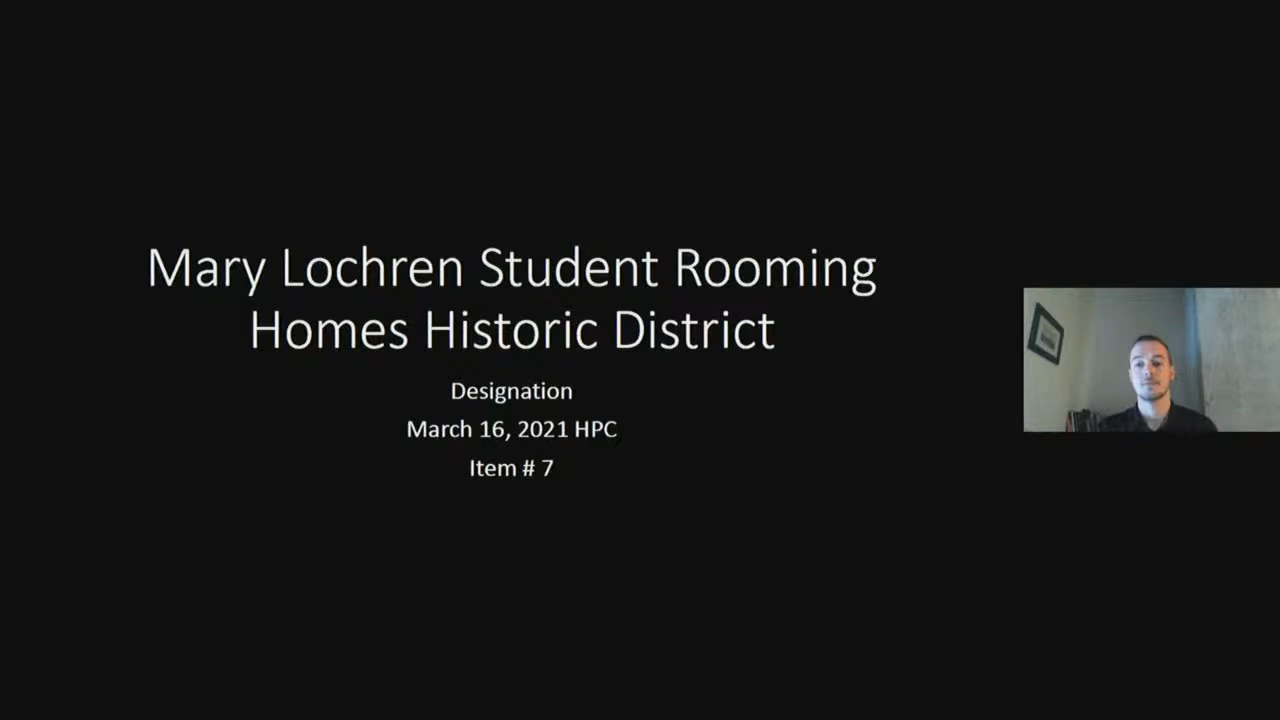 Mary Lochren Student Rooming
Homes Historic District
Designation
March 16, 2021 HPC
Item # 7